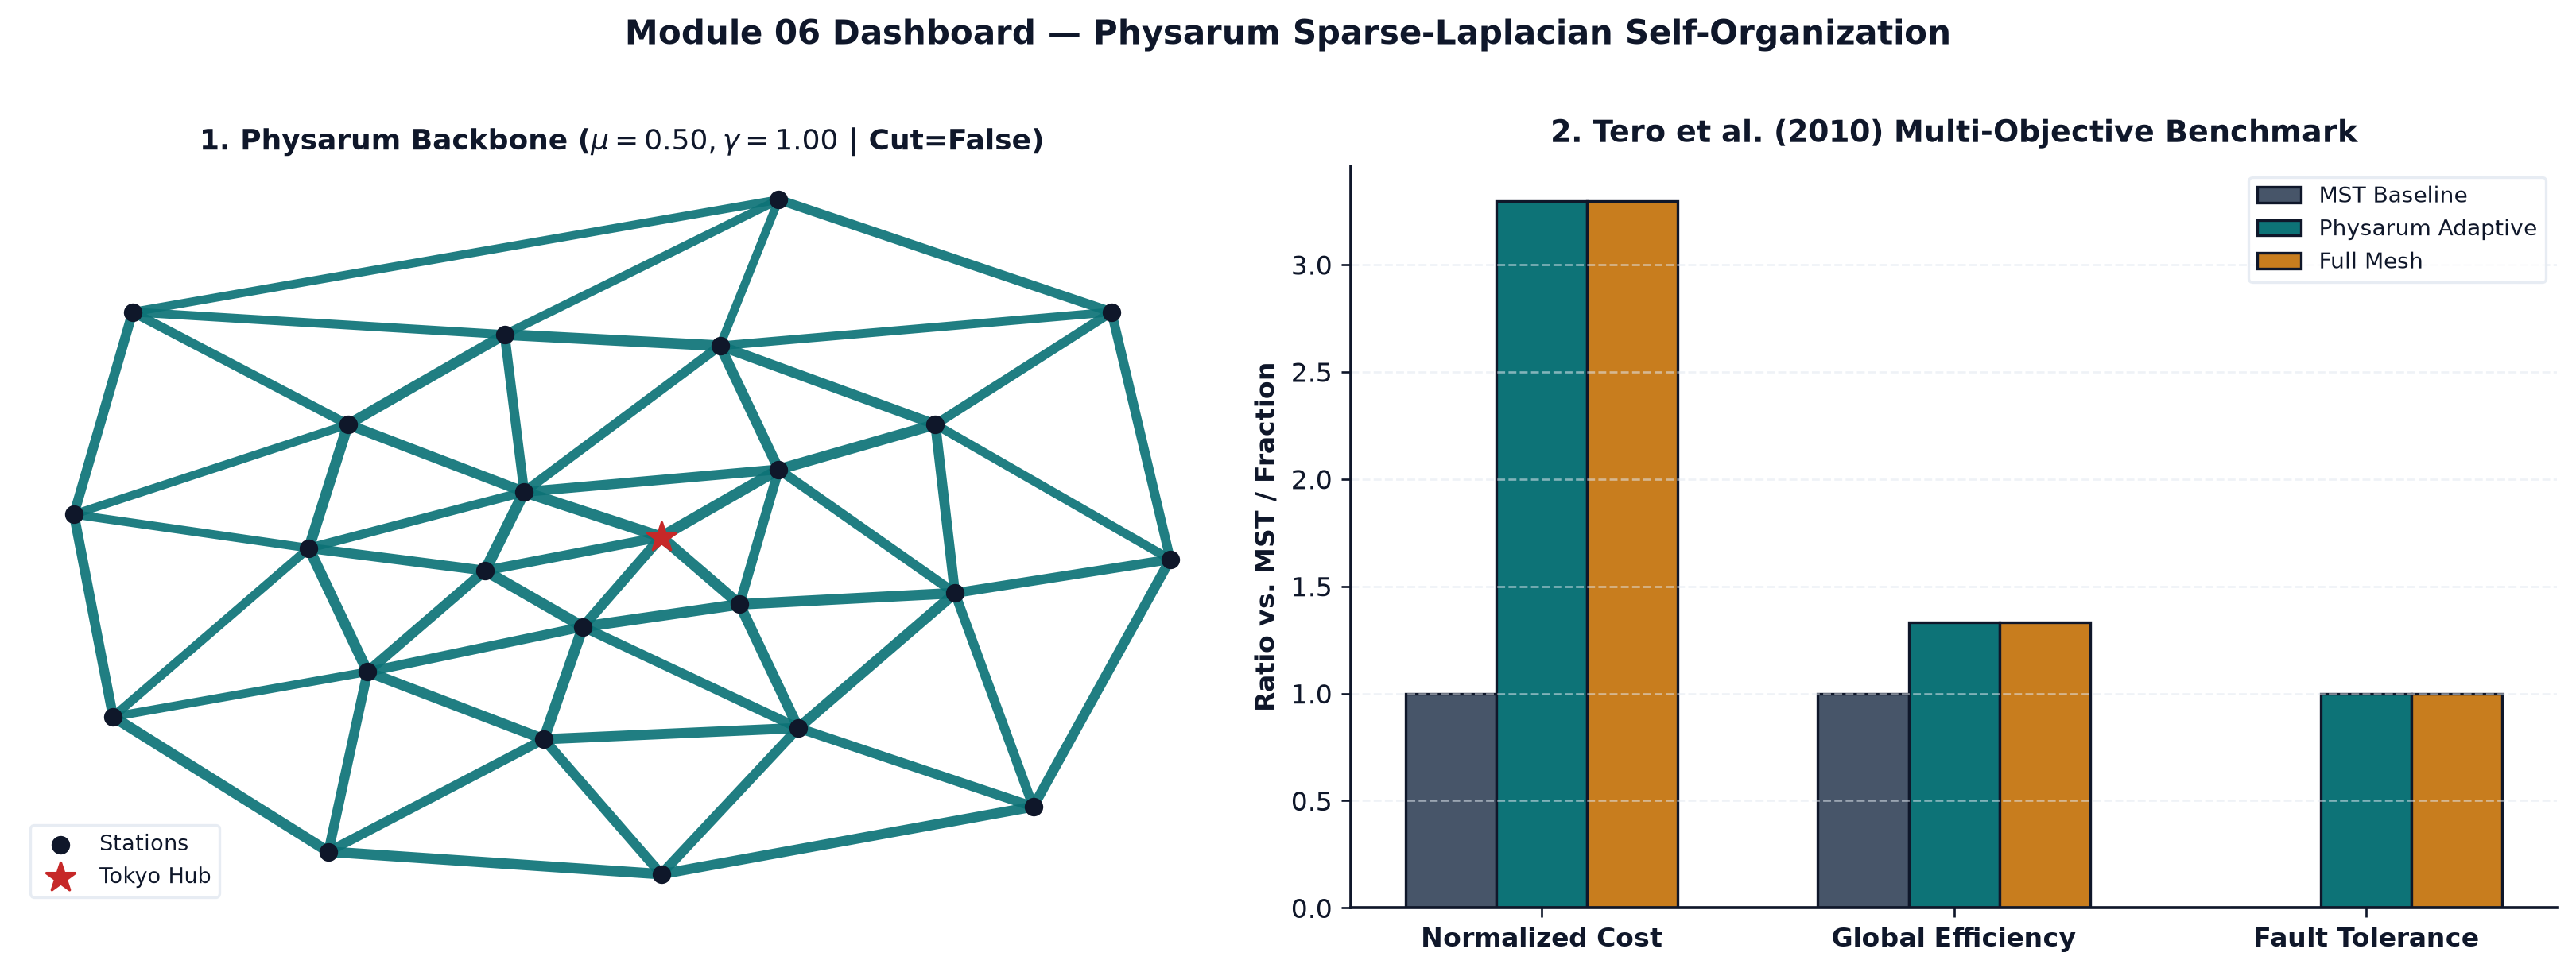 Module 06 Dashboard — Physarum Sparse-Laplacian Self-Organization
1. Physarum Backbone (μ = 0.50, γ = 1.00 | Cut=False)
Stations
Tokyo Hub
2. Tero et al. (2010) Multi-Objective Benchmark
MST Baseline
Physarum Adaptive
Full Mesh
Ratio vs. MST / Fraction
3.0
2.5
2.0
1.5
1.0
0.5
0.0
Normalized Cost
Global Efficiency
Fault Tolerance